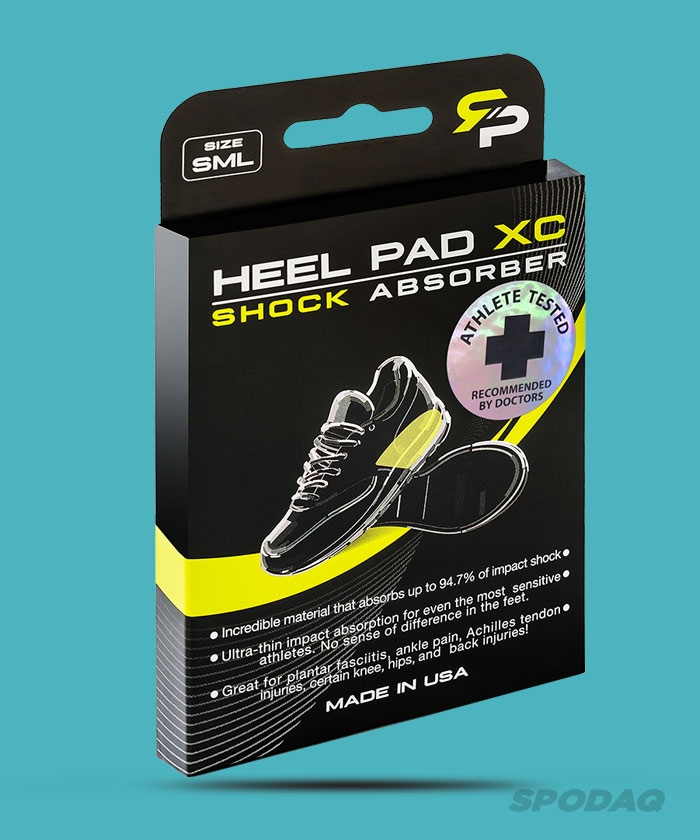 RP
SIZE
SML
HEEL PAD XC
SHOCK ABSORBER
ATHLETE TESTED
RECOMMENDED
BY DOCTORS
• Incredible material that absorbs up to 94.7% of impact shock •
• Ultra-thin impact absorption for even the most sensitive •
athletes. No sense of difference in the feet.
• Great for plantar fasciitis, ankle pain, Achilles tendon •
injuries, certain knee, hips, and back injuries!
MADE IN USA
SPODAQ